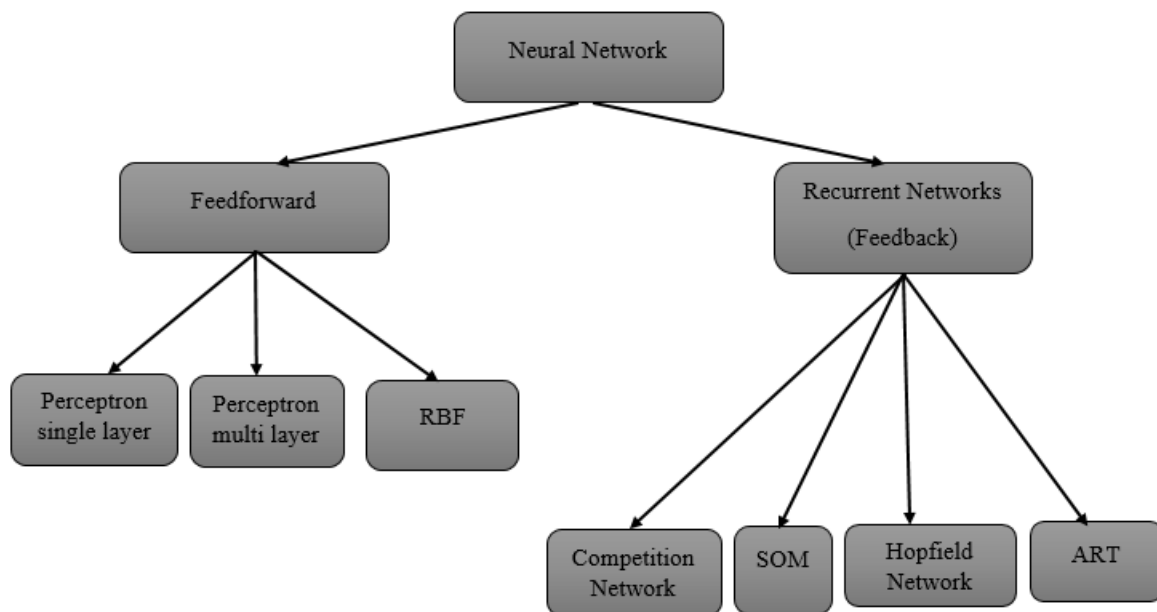 Neural Network
Feedforward
Recurrent Networks
(Feedback)
Perceptron
single layer
Perceptron
multi layer
RBF
Competition
Network
SOM
Hopfield
Network
ART